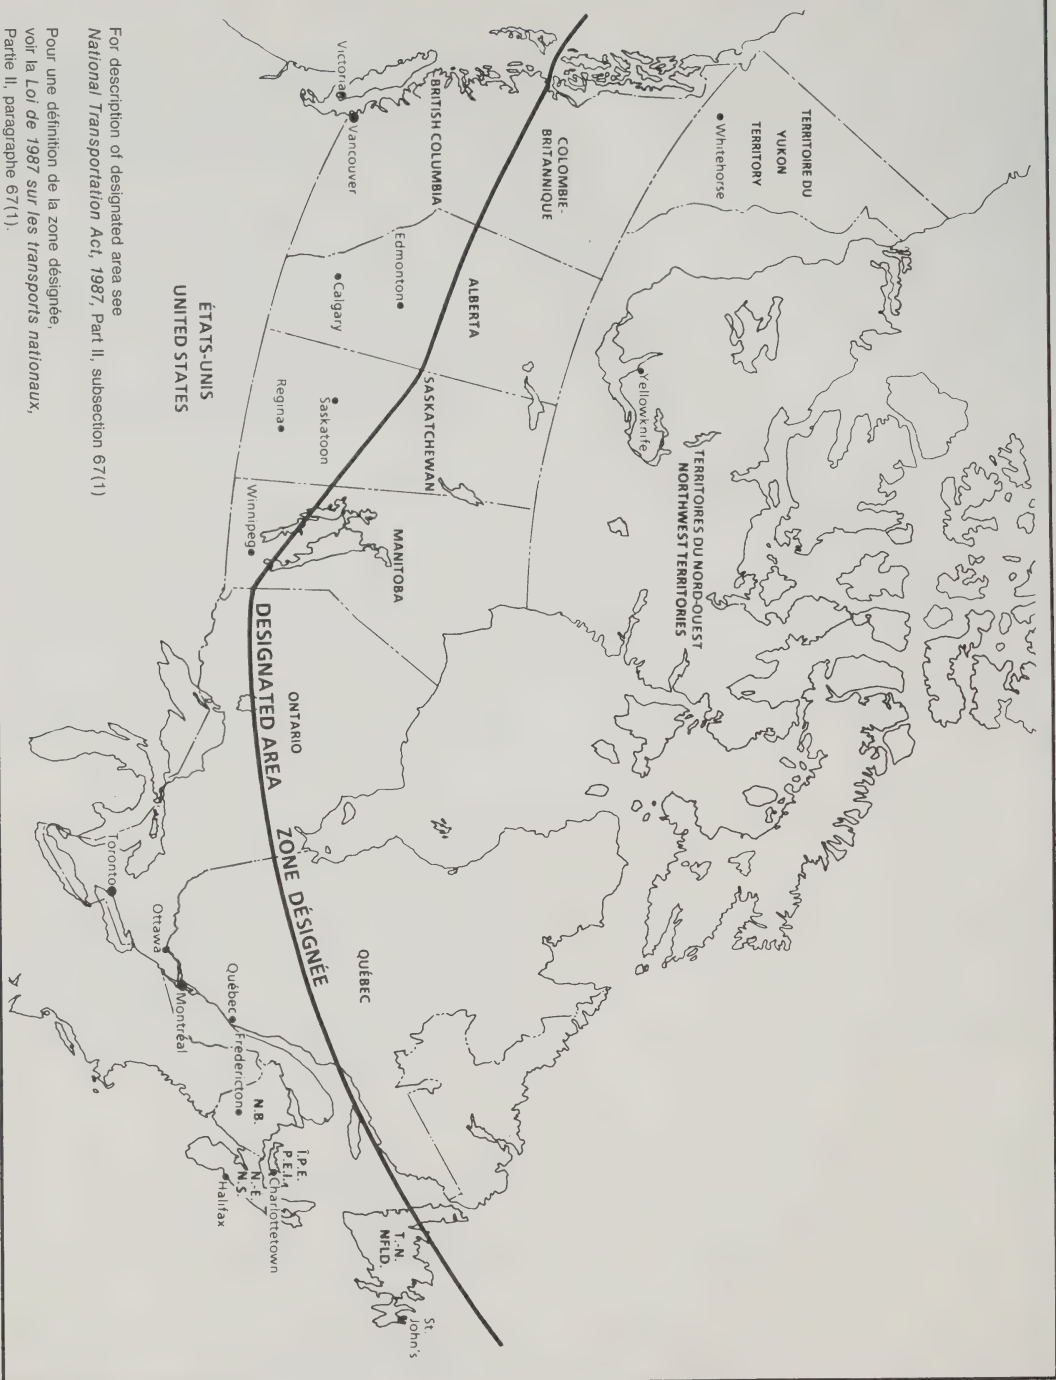 TERRITOIRE DU
YUKON
TERRITORY
Whitehorse
COLOMBIE-
BRITANNIQUE
BRITISH COLUMBIA
Victoria
Vancouver
Yellowknife
TERRITOIRES DU NORD-OUEST
NORTHWEST TERRITORIES
ALBERTA
Edmonton
Calgary
SASKATCHEWAN
Saskatoon
Regina
MANITOBA
Winnipeg
ONTARIO
DESIGNATED AREA
ZONE DÉSIGNÉE
QUÉBEC
Toronto
Ottawa
Montréal
Québec
Fredericton
N.B.
Î.P.E.
P.E.I.
Charlottetown
N.-E.
N.S.
Halifax
T.-N.
NFLD.
St.
John's
ÉTATS-UNIS
UNITED STATES
For description of designated area see
National Transportation Act, 1987, Part II, subsection 67(1)
Pour une définition de la zone désignée,
voir la Loi de 1987 sur les transports nationaux,
Partie II, paragraphe 67(1).